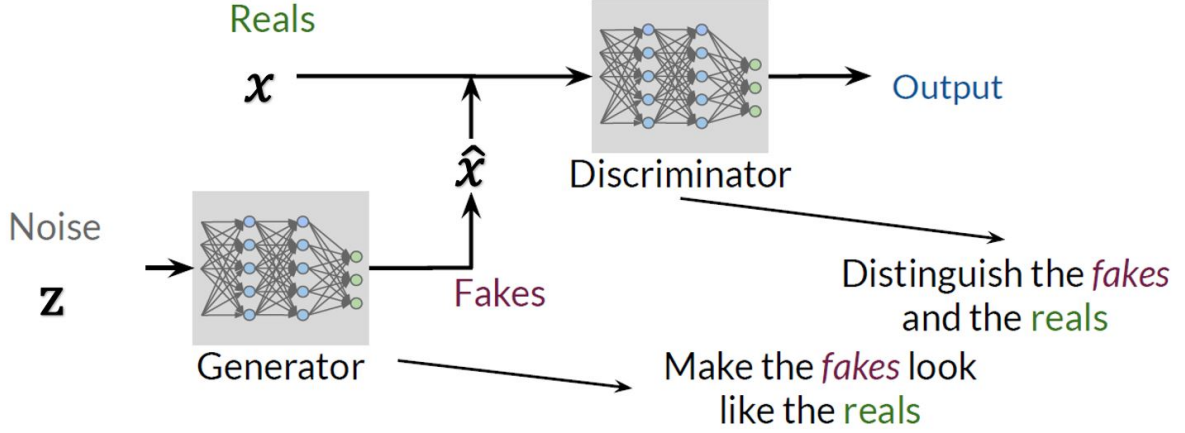 Reals
x
Output
x̂
Discriminator
Noise
z
Fakes
Generator
Distinguish the fakes
and the reals
Make the fakes look
like the reals